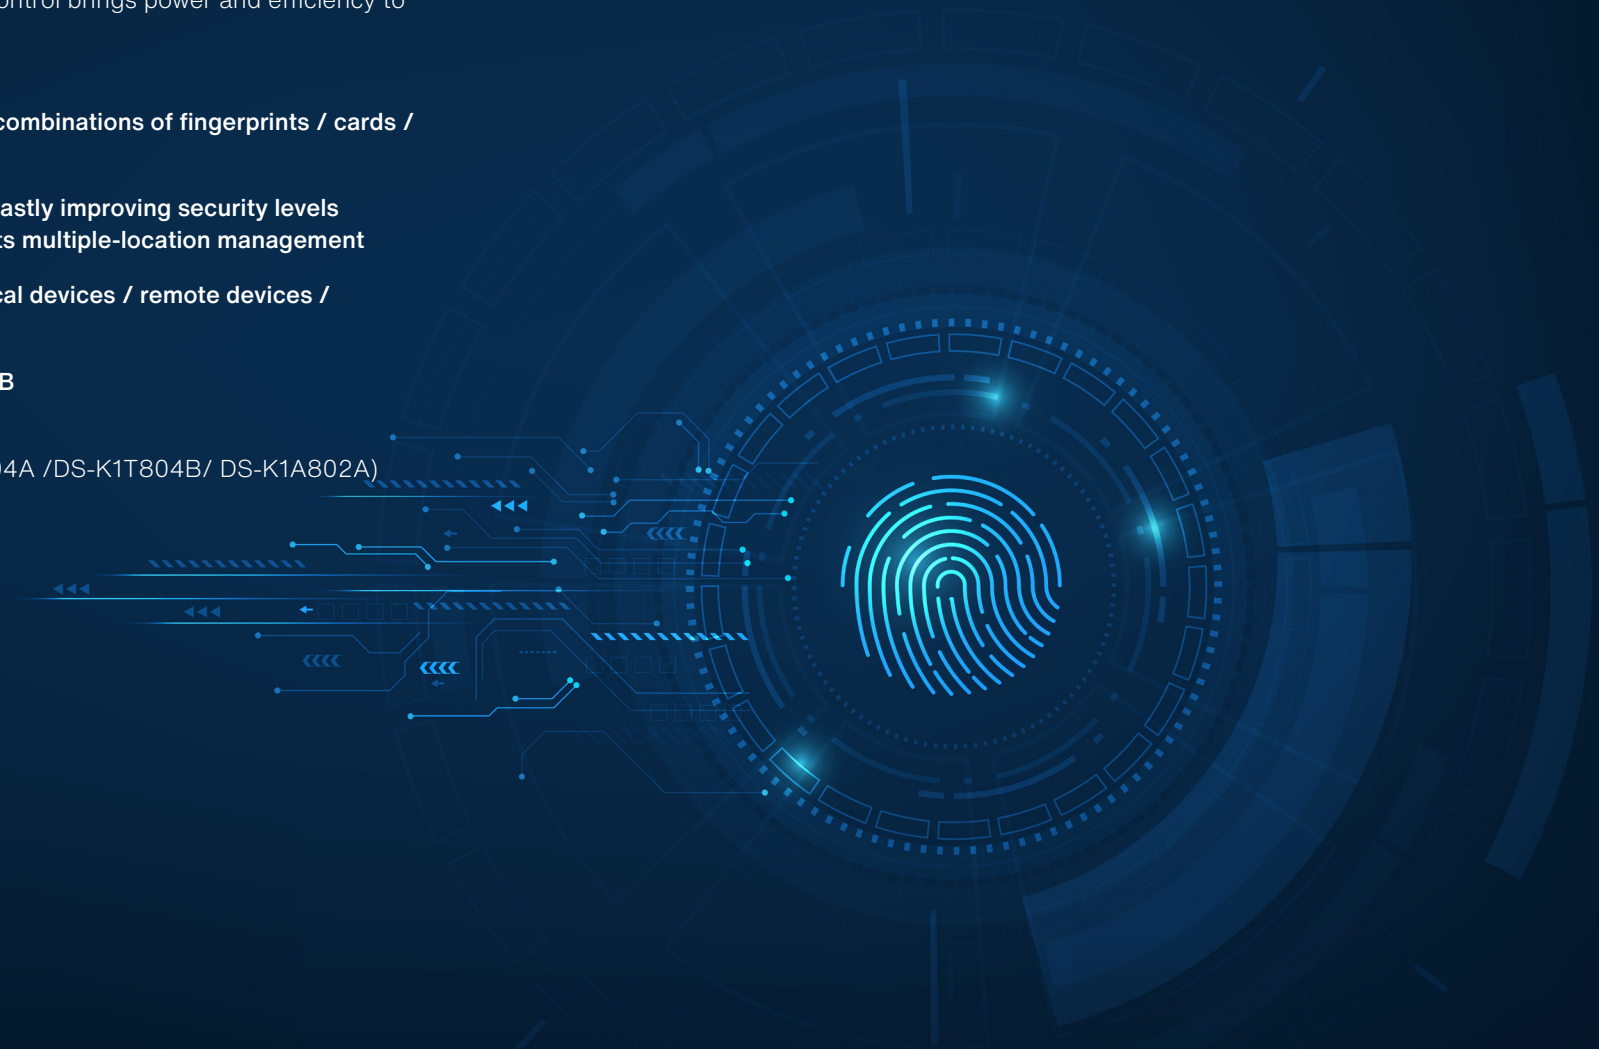 ontrol brings power and efficiency to
combinations of fingerprints / cards /
astly improving security levels
ts multiple-location management
cal devices / remote devices /
B
04A /DS-K1T804B/ DS-K1A802A)